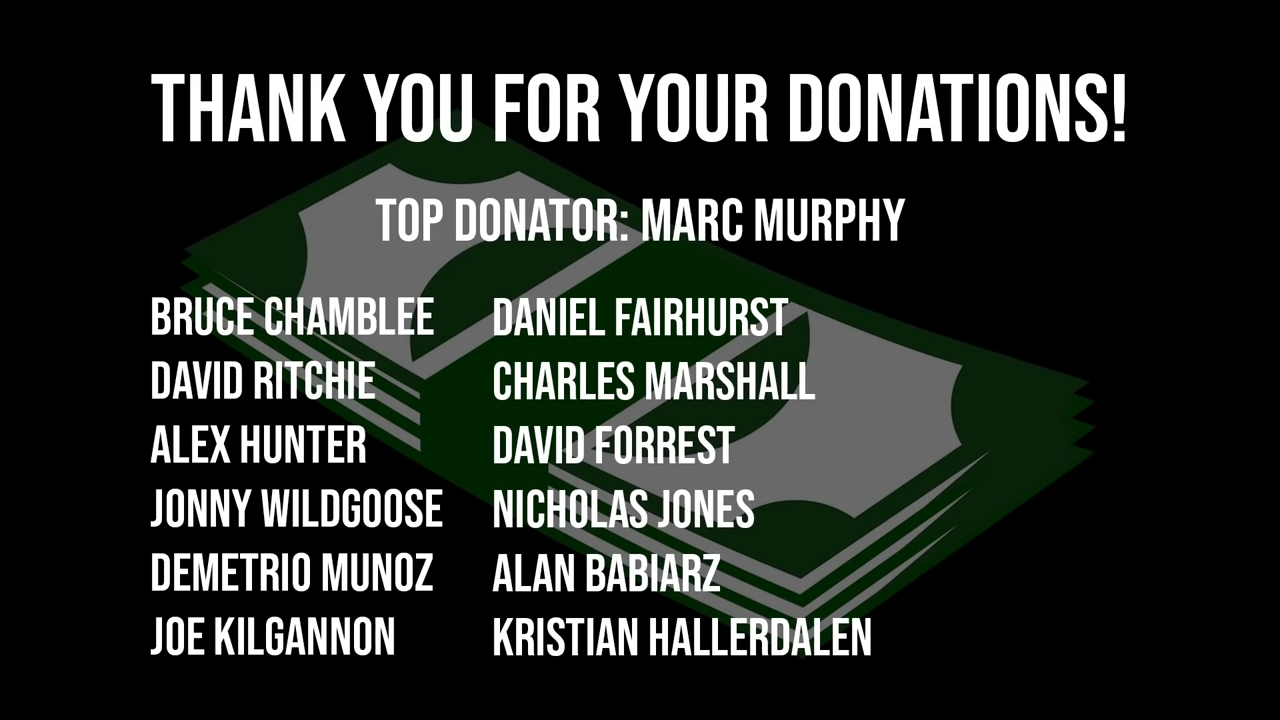 THANK YOU FOR YOUR DONATIONS!
TOP DONATOR: MARC MURPHY
BRUCE CHAMBLEE
DAVID RITCHIE
ALEX HUNTER
JONNY WILDGOOSE
DEMETRIO MUNOZ
JOE KILGANNON
DANIEL FAIRHURST
CHARLES MARSHALL
DAVID FORREST
NICHOLAS JONES
ALAN BABIARZ
KRISTIAN HALLERDALEN